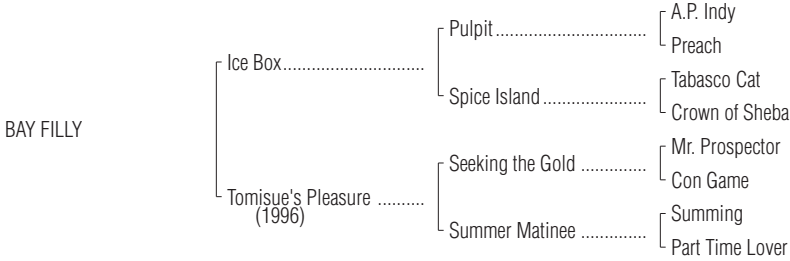 A.P. Indy
Pulpit................................
Preach
Ice Box..............................
Tabasco Cat
Spice Island......................
Crown of Sheba
BAY FILLY
Mr. Prospector
Seeking the Gold ..............
Con Game
Tomisue's Pleasure ..........
(1996)
Summing
Summer Matinee ..............
Part Time Lover